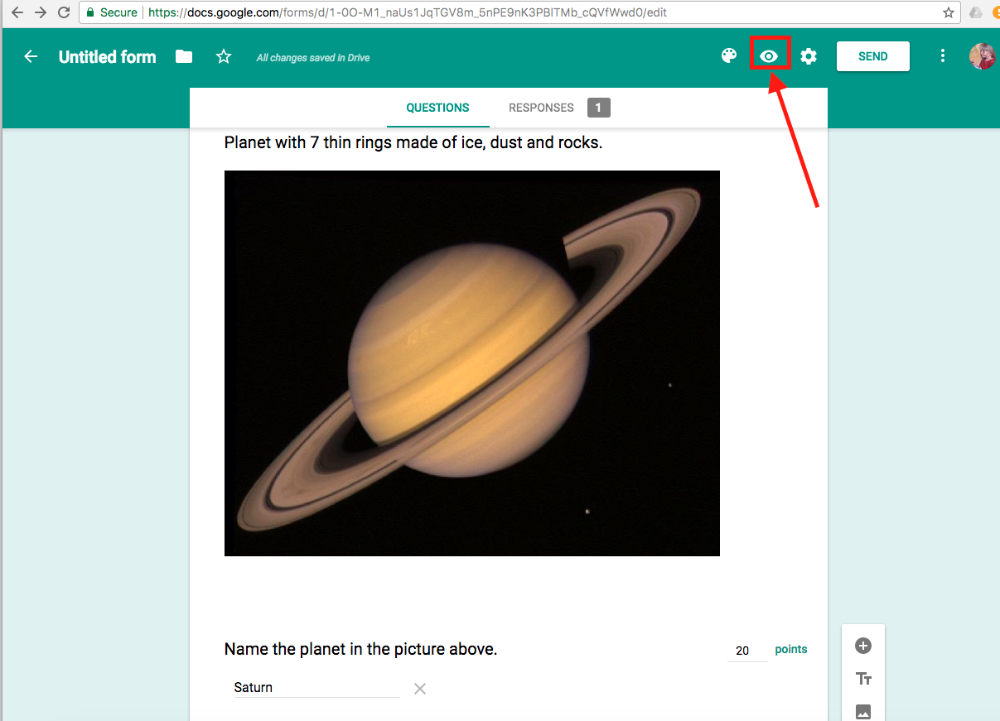 Secure https://docs.google.com/forms/d/1-0O-M1_naUs1JqTGV8m_5nPE9nK3PBlTMb_cQVfWwd0/edit
Untitled form All changes saved in Drive SEND
QUESTIONS RESPONSES 1
Planet with 7 thin rings made of ice, dust and rocks.
Name the planet in the picture above. 20 points
Saturn
Tт